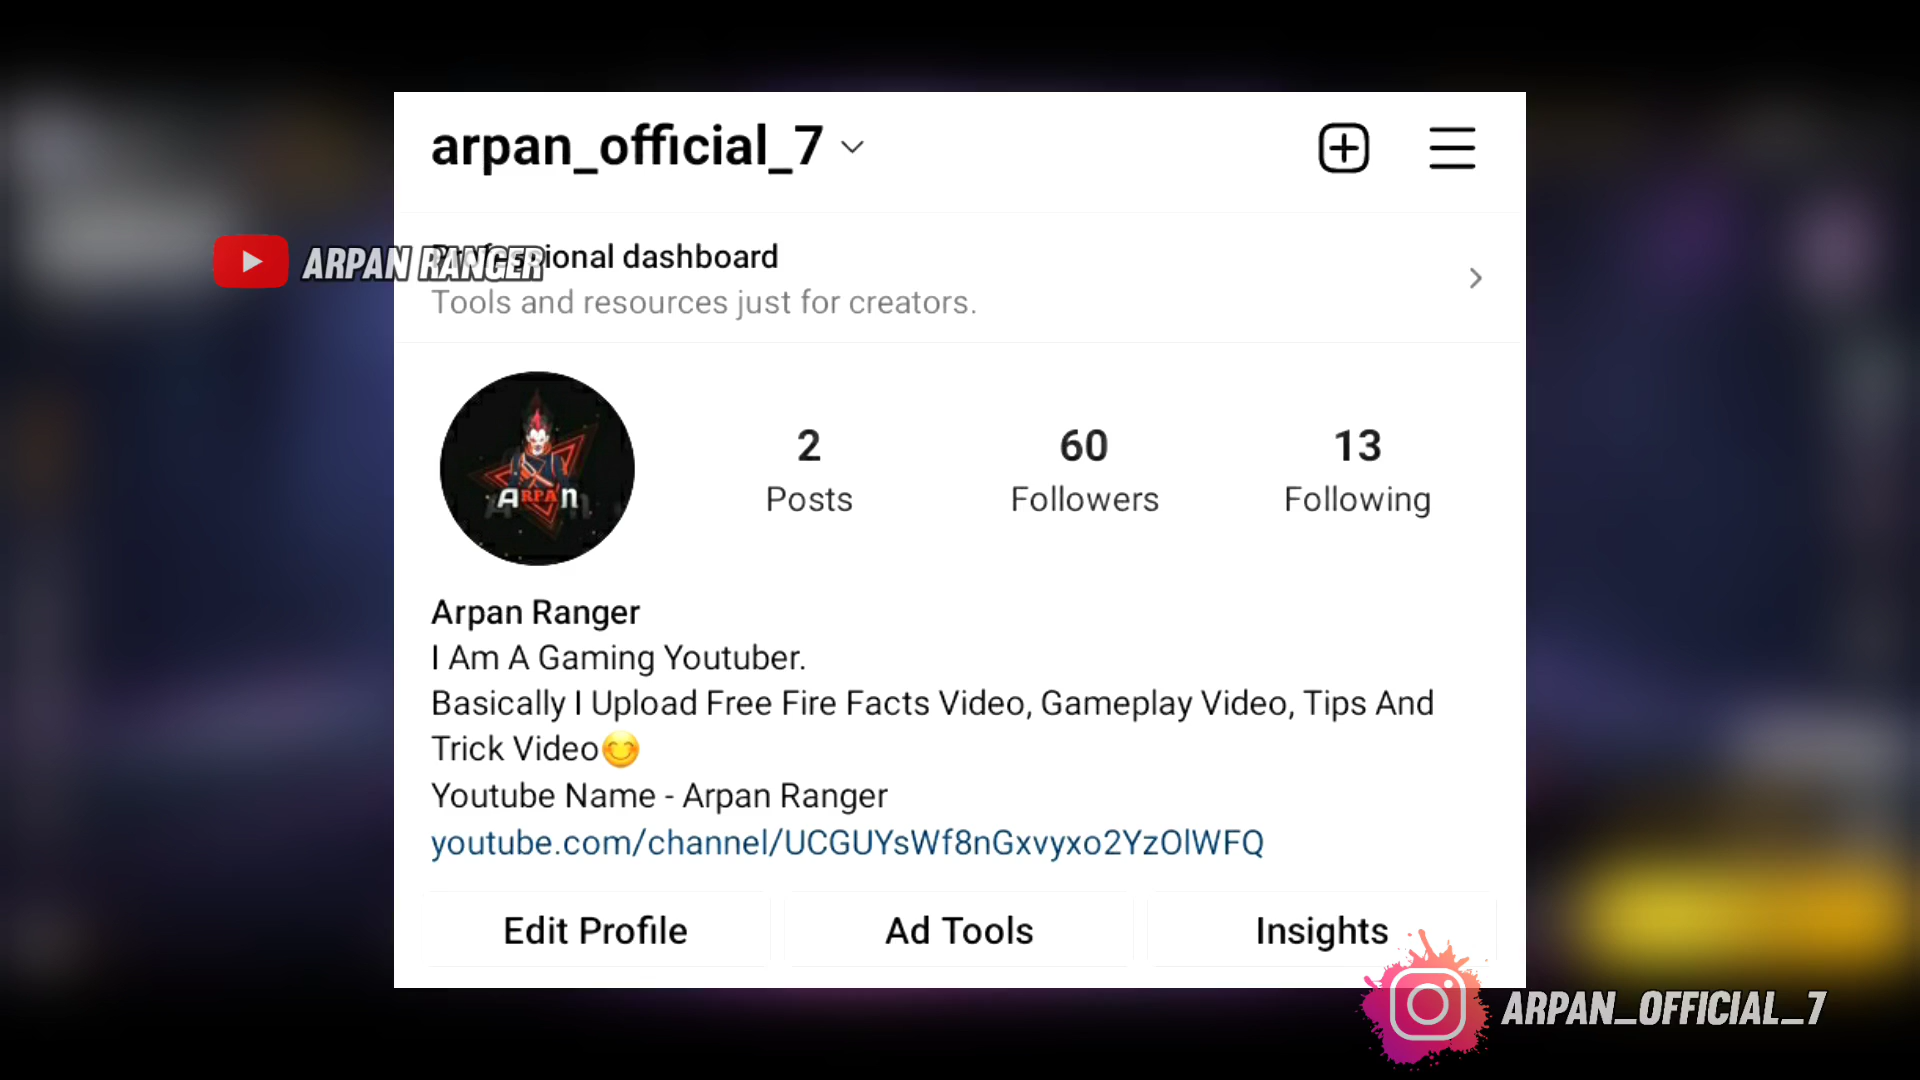 arpan_official_7
Professional dashboard
ARPAN RANGER
Tools and resources just for creators.
ARPAN
2
Posts
60
Followers
13
Following
Arpan Ranger
I Am A Gaming Youtuber.
Basically I Upload Free Fire Facts Video, Gameplay Video, Tips And
Trick Video😊
Youtube Name - Arpan Ranger
youtube.com/channel/UCGUYsWf8nGxvyxo2YzOlWFQ
Edit Profile
Ad Tools
Insights
ARPAN_OFFICIAL_7